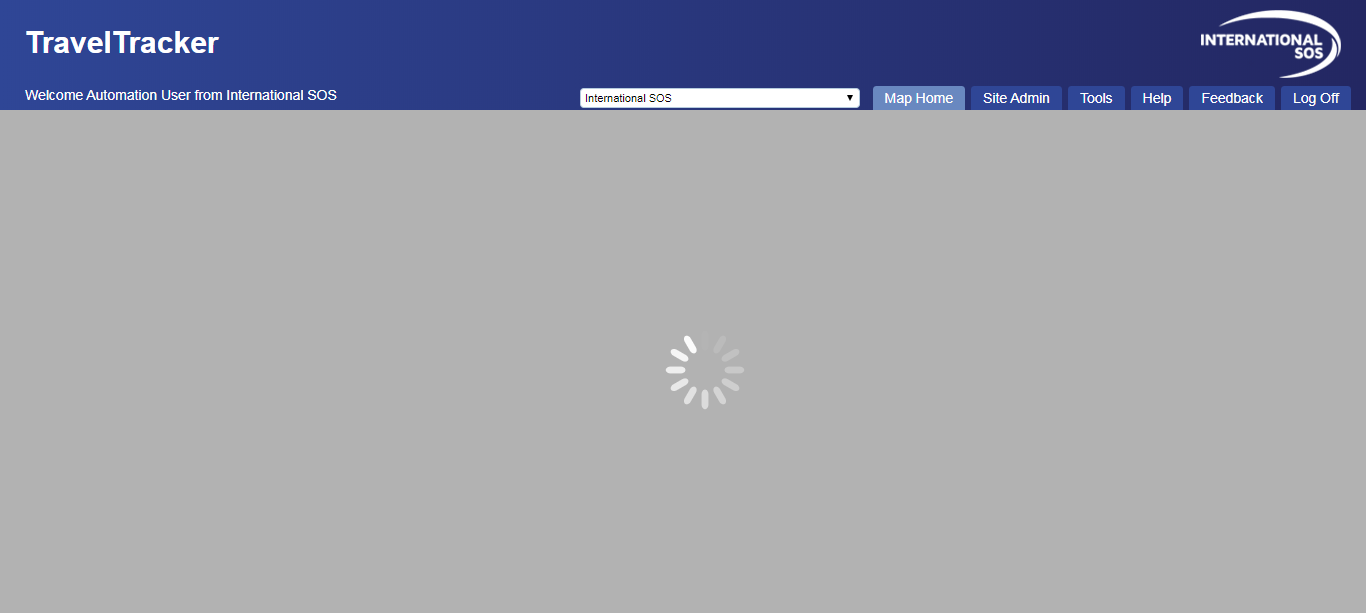 TravelTracker
INTERNATIONAL
SOS
Welcome Automation User from International SOS
International SOS
Map Home
Site Admin
Tools
Help
Feedback
Log Off